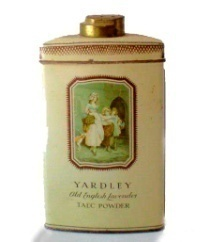 YARDLEY
Old English Lavender
TALC POWDER